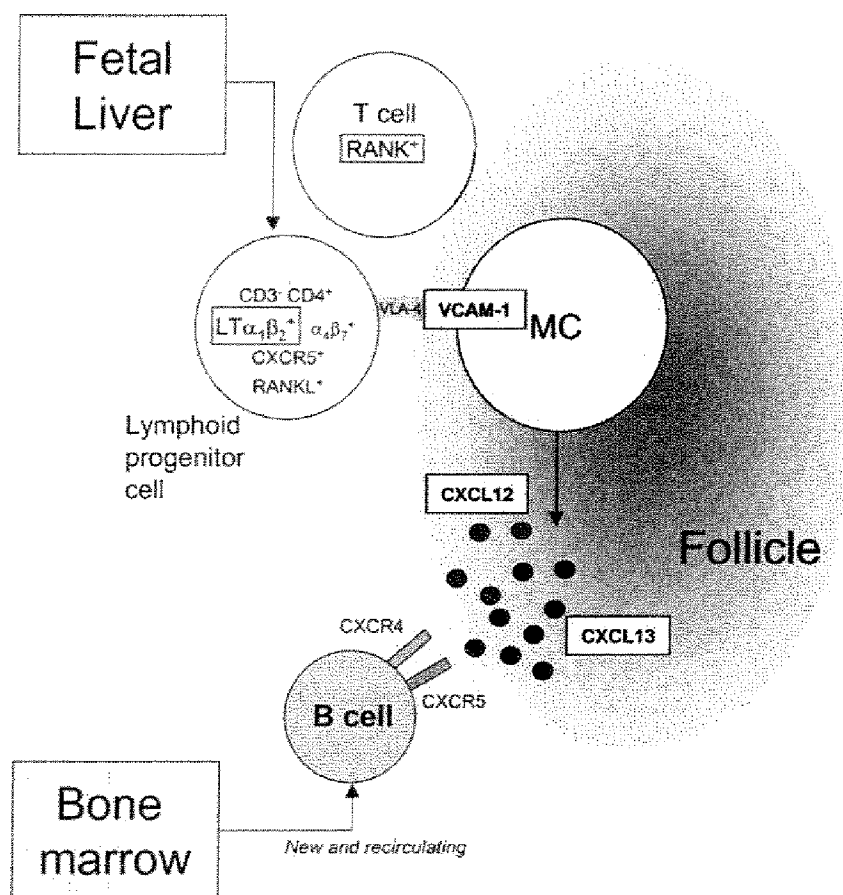 Fetal
Liver
T cell
RANK⁺
CD3⁻ CD4⁺
LTα₁β₂⁺ α₄β₇⁺
CXCR5⁺
RANKL⁺
VLA-4
VCAM-1
MC
Lymphoid
progenitor
cell
CXCL12
Follicle
CXCR4
CXCL13
CXCR5
B cell
Bone
marrow
New and recirculating